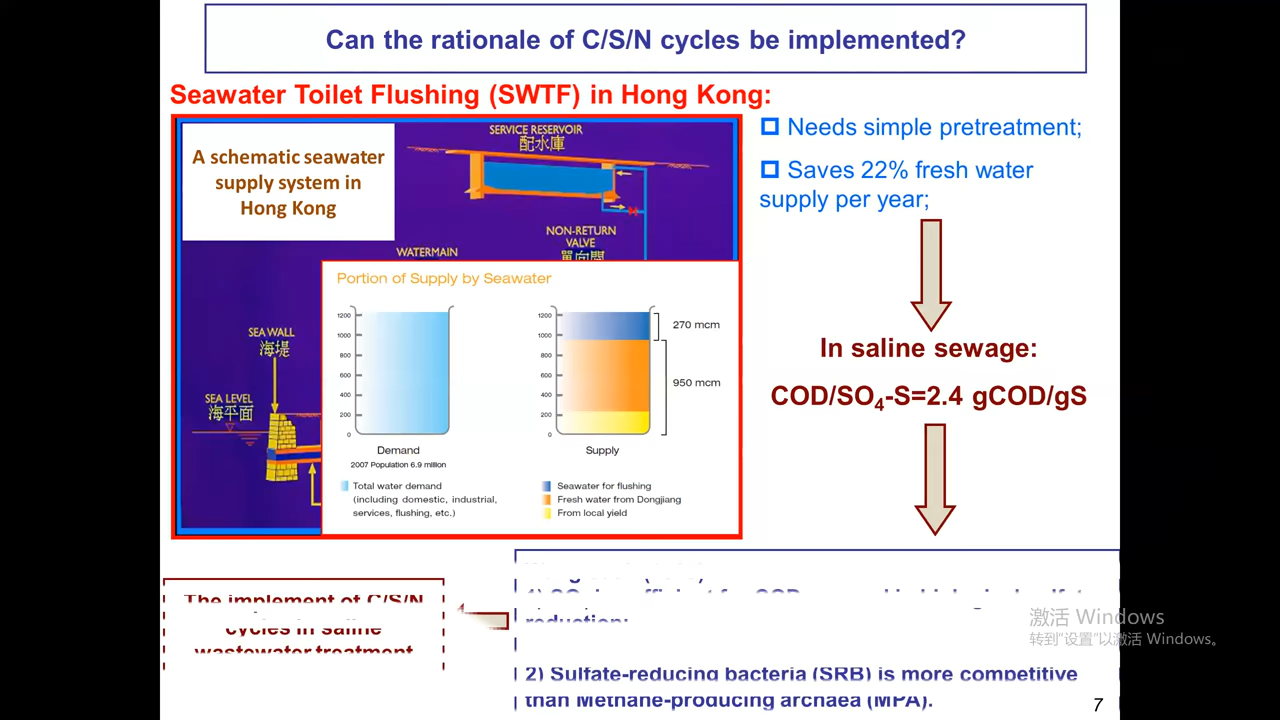 Can the rationale of C/S/N cycles be implemented?
Seawater Toilet Flushing (SWTF) in Hong Kong:
A schematic seawater
supply system in
Hong Kong
SERVICE RESERVOIR
配水庫
NON-RETURN
VALVE
單向閥
WATERMAIN
SEA WALL
海堤
SEA LEVEL
海平面
Portion of Supply by Seawater
1200
1000
800
600
400
200
0
Demand
2007 Population 6.9 million
Total water demand
(including domestic, industrial,
services, flushing, etc.)
1200
1000
800
600
400
200
0
270 mcm
950 mcm
Supply
Seawater for flushing
Fresh water from Dongjiang
From local yield
Needs simple pretreatment;
Saves 22% fresh water
supply per year;
In saline sewage:
COD/SO4-S=2.4 gCOD/gS
The implement of C/S/N
cycles in saline
wastewater treatment
reduction;
2) Sulfate-reducing bacteria (SRB) is more competitive
than Methane-producing archaea (MPA).
激活 Windows
转到"设置"以激活 Windows。
7